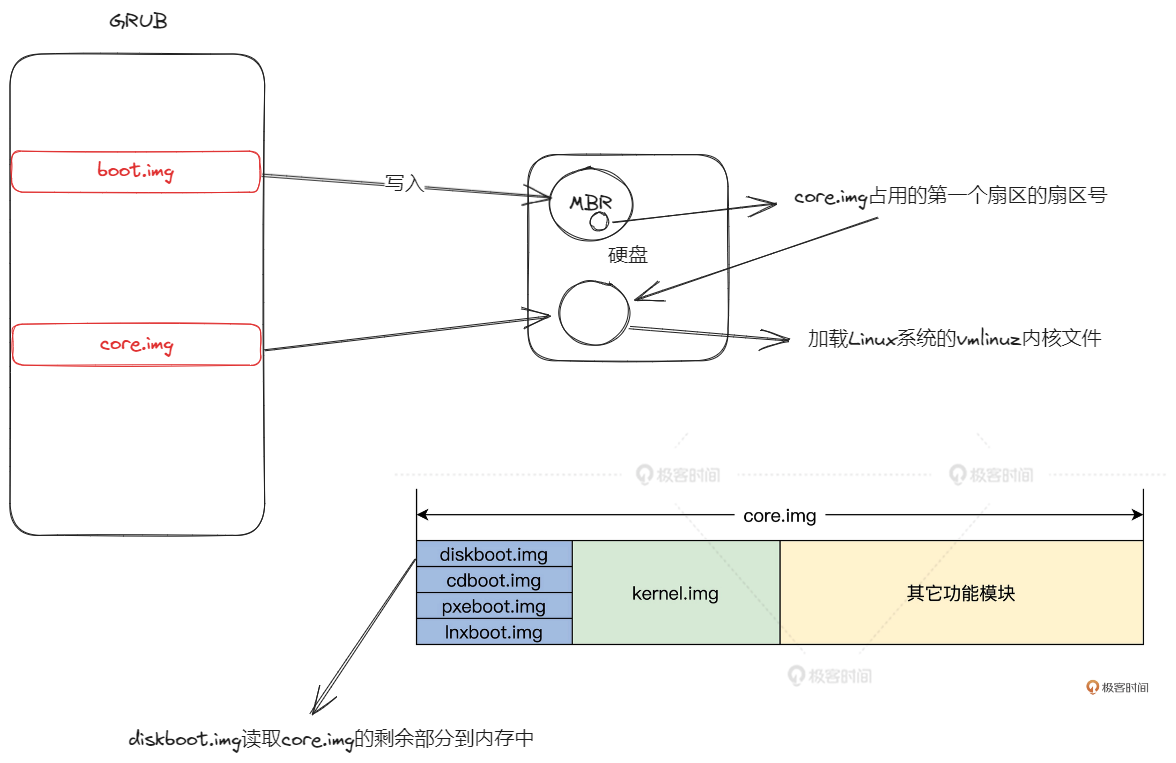 GRUB
boot.img
写入
MBR
core.img占用的第一个扇区的扇区号
硬盘
core.img
加载Linux系统的vmlinuz内核文件
极客时间
极客时间
core.img
diskboot.img
cdboot.img
pxeboot.img
lnxboot.img
kernel.img
其它功能模块
极客时间
极客时间
diskboot.img读取core.img的剩余部分到内存中